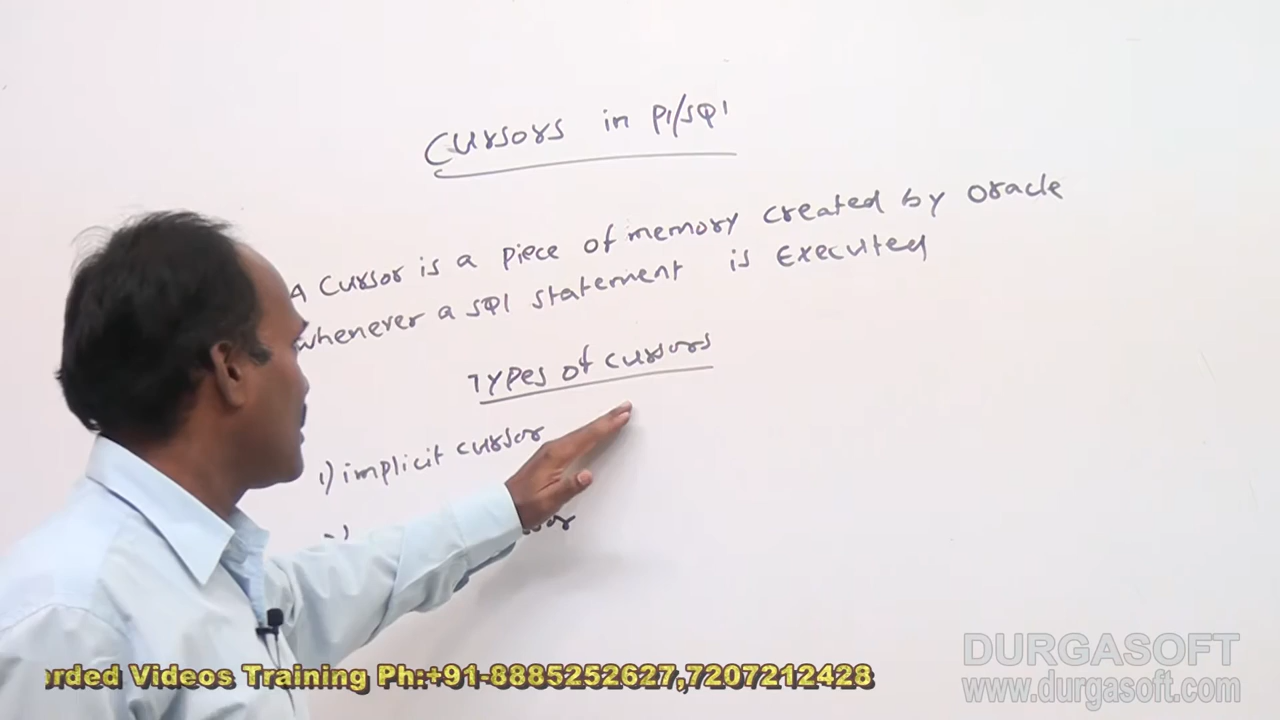 Cursors in Pl/SQl
A Cursor is a piece of memory created by oracle
whenever a SQl statement is Executed
Types of cursors
1) implicit cursor
DURGASOFT
www.durgasoft.com
Videos Training Ph:+91-8885252627,7207212428